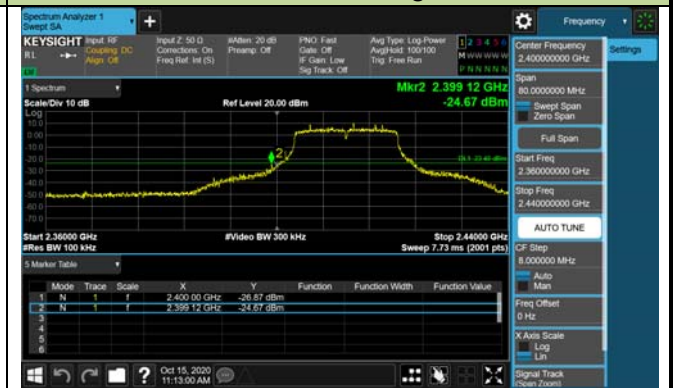 Spectrum Analyzer 1
Swept SA
Frequency
KEYSIGHT
Input: RF
Coupling: DC
Align: Off
Input Z: 50 Ω
Corrections: On
Freq Ref: Int (S)
#Atten: 20 dB
Preamp: Off
PNO: Fast
Gate: Off
IF Gain: Low
Sig Track: Off
Avg Type: Log-Power
Avg|Hold: 100/100
Trig: Free Run
1 2 3 4 5 6
M W W W W W
P N N N N N
1 Spectrum
Scale/Div 10 dB
Ref Level 20.00 dBm
Mkr2 2.399 12 GHz
-24.67 dBm
Log
10.0
0.00
-10.0
-20.0
-30.0
-40.0
-50.0
-60.0
-70.0
2
Start 2.36000 GHz
#Res BW 100 kHz
#Video BW 300 kHz
Stop 2.44000 GHz
Sweep 7.73 ms (2001 pts)
5 Marker Table
Mode Trace Scale X Y Function Function Width Function Value
1 N 1 f 2.400 00 GHz -26.87 dBm
2 N 1 f 2.399 12 GHz -24.67 dBm
3
4
5
6
Oct 15, 2020
11:13:00 AM
Center Frequency
2.400000000 GHz
Settings
Span
80.0000000 MHz
Swept Span
Zero Span
Full Span
Start Freq
2.360000000 GHz
Stop Freq
2.440000000 GHz
AUTO TUNE
CF Step
8.000000 MHz
Auto
Man
Freq Offset
0 Hz
X Axis Scale
Log
Lin
Signal Track
(Span Zoom)